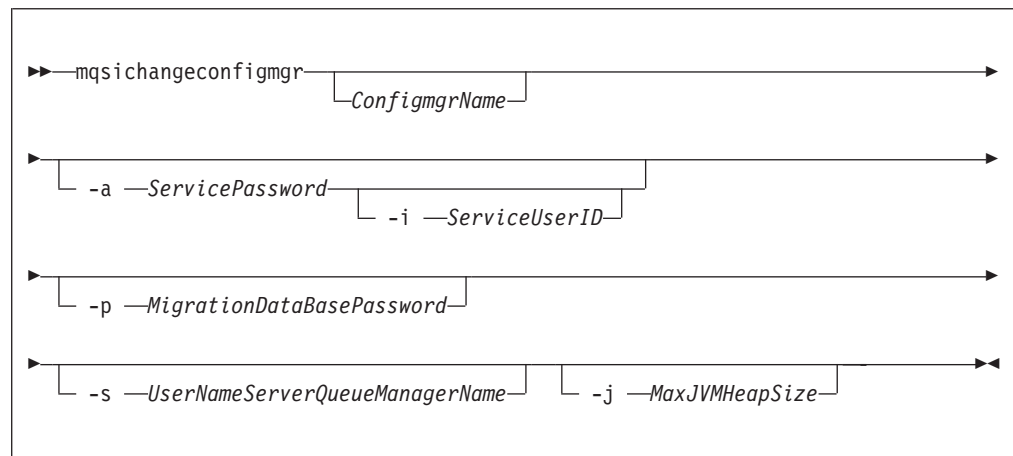 mqsichangeconfigmgr
ConfigmgrName
-a ServicePassword
-i ServiceUserID
-p MigrationDataBasePassword
-s UserNameServerQueueManagerName -j MaxJVMHeapSize